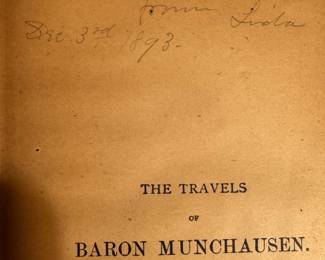 from Lida
Dec. 3rd 1893.
THE TRAVELS
OF
BARON MUNCHAUSEN.